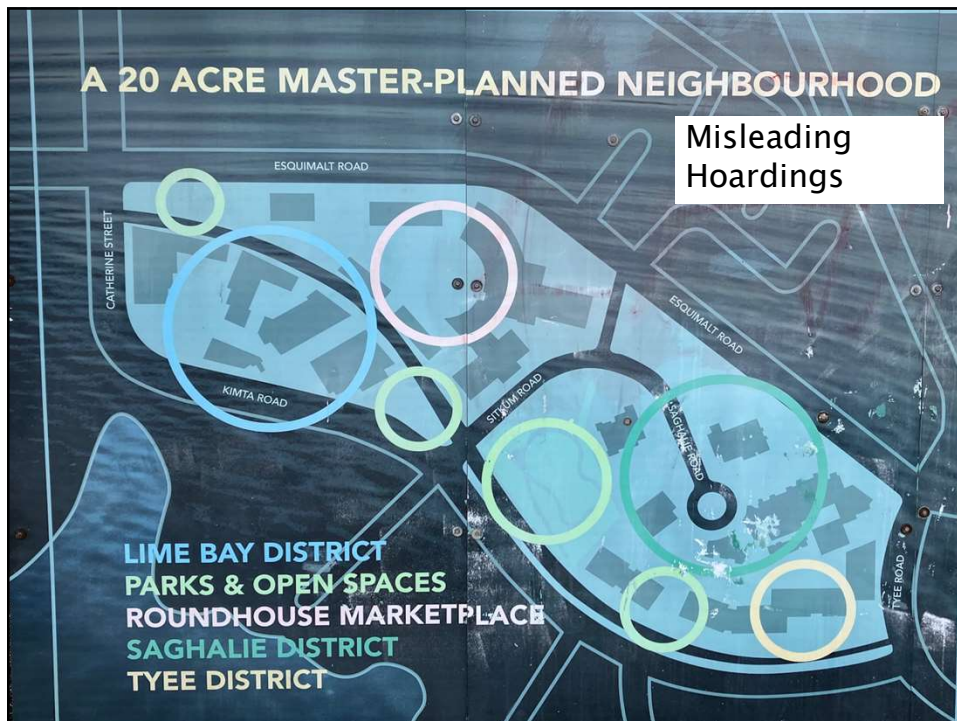 A 20 ACRE MASTER-PLANNED NEIGHBOURHOOD
Misleading
Hoardings
ESQUIMALT ROAD
CATHERINE STREET
ESQUIMALT ROAD
KIMTA ROAD
SITKUM ROAD
SAGHALIE ROAD
TYEE ROAD
LIME BAY DISTRICT
PARKS & OPEN SPACES
ROUNDHOUSE MARKETPLACE
SAGHALIE DISTRICT
TYEE DISTRICT